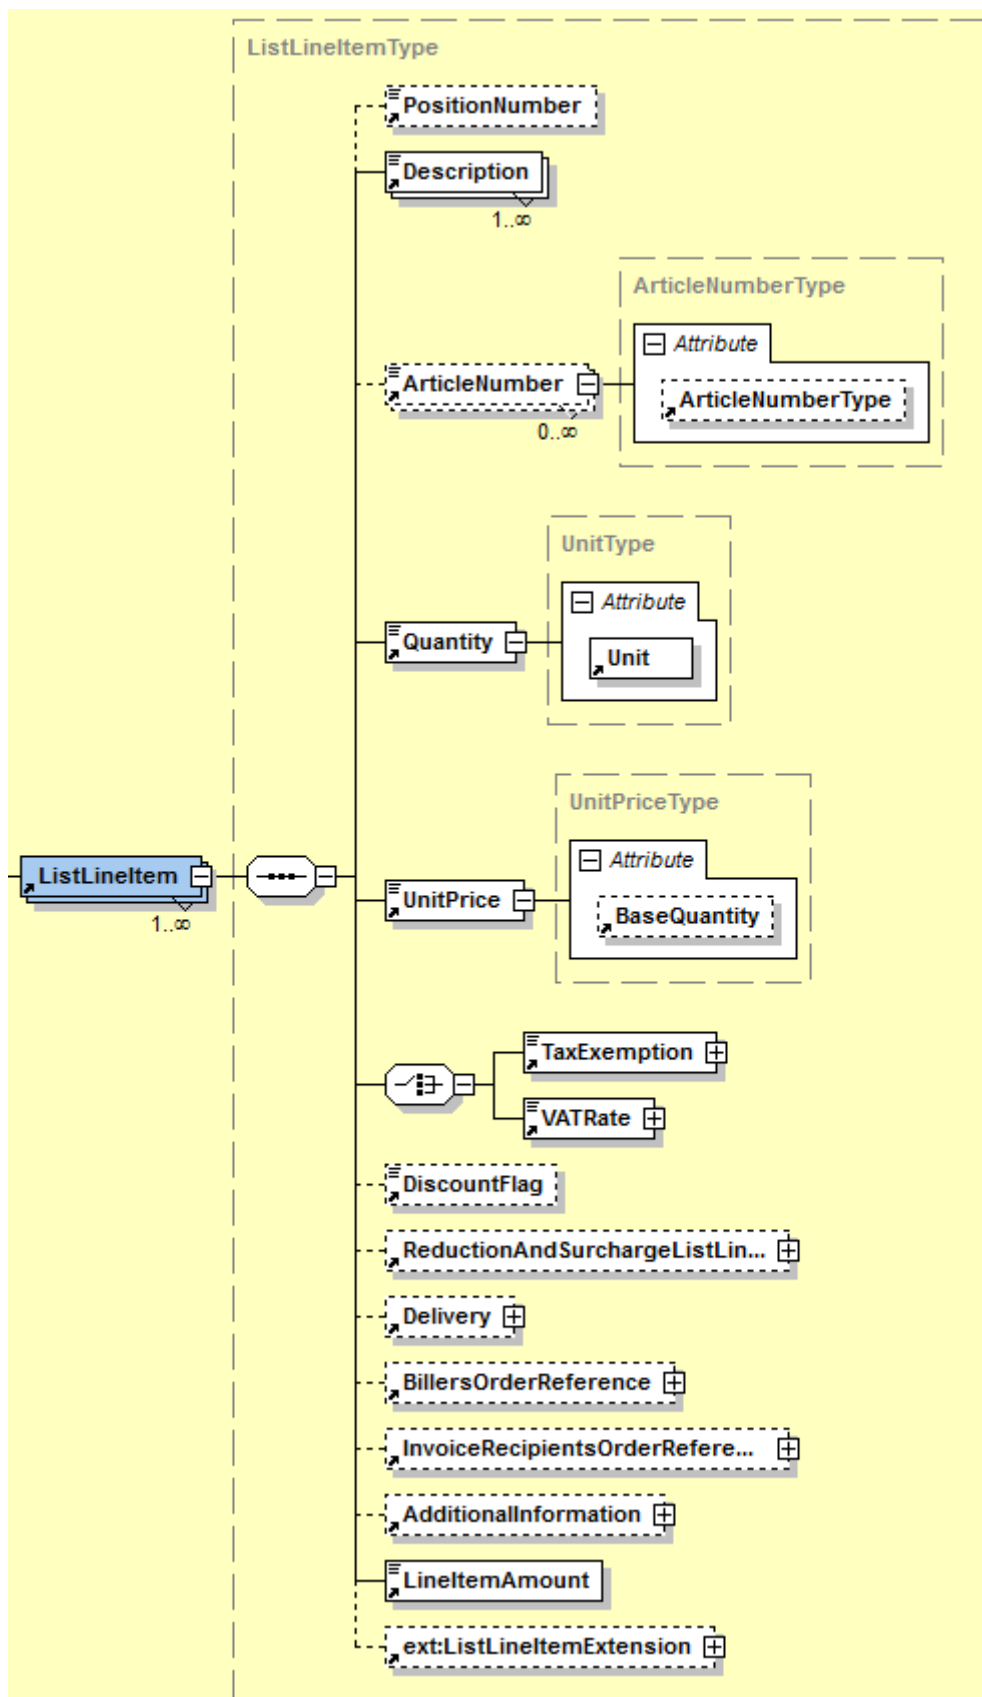 ListLineItemType
PositionNumber
Description
1..∞
ArticleNumberType
Attribute
ArticleNumber
ArticleNumberType
0..∞
UnitType
Attribute
Quantity
Unit
UnitPriceType
Attribute
ListLineItem
1..∞
UnitPrice
BaseQuantity
TaxExemption
VATRate
DiscountFlag
ReductionAndSurchargeListLin...
Delivery
BillersOrderReference
InvoiceRecipientsOrderRefere...
AdditionalInformation
LineItemAmount
ext:ListLineItemExtension